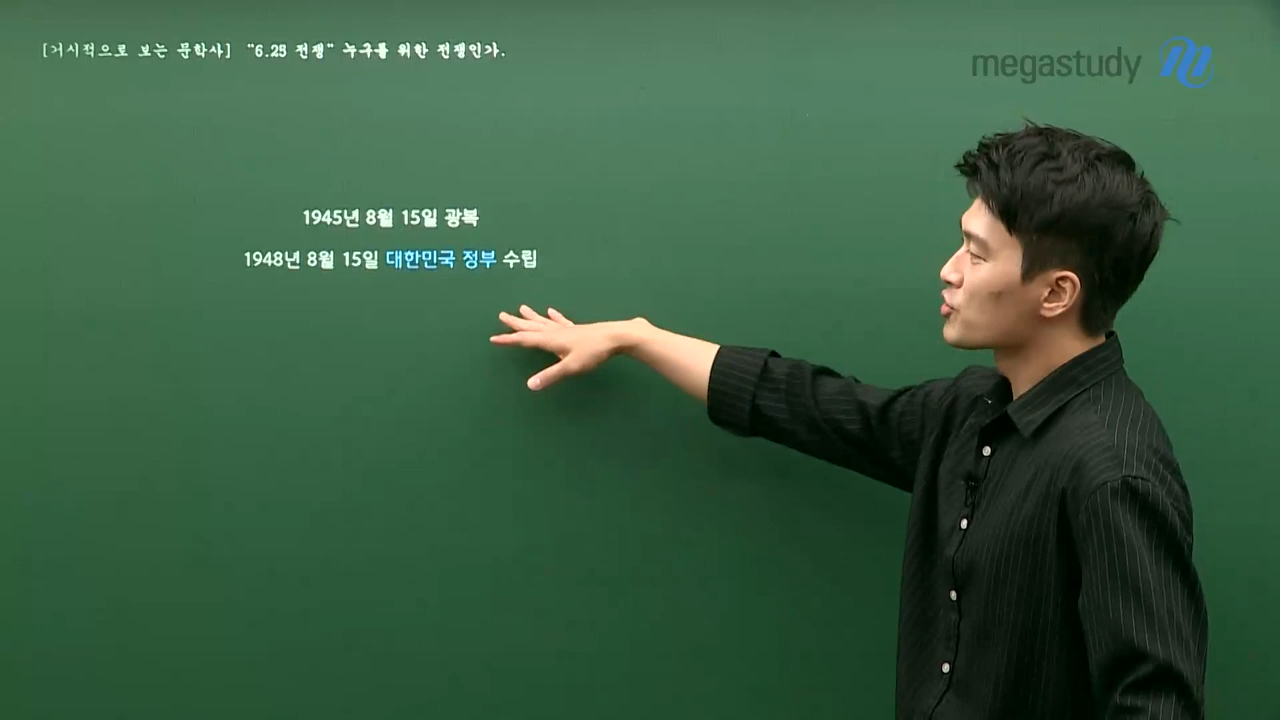 [거시적으로 보는 문학사] "6.25 전쟁" 누구를 위한 전쟁인가.
megastudy
1945년 8월 15일 광복
1948년 8월 15일 대한민국 정부 수립